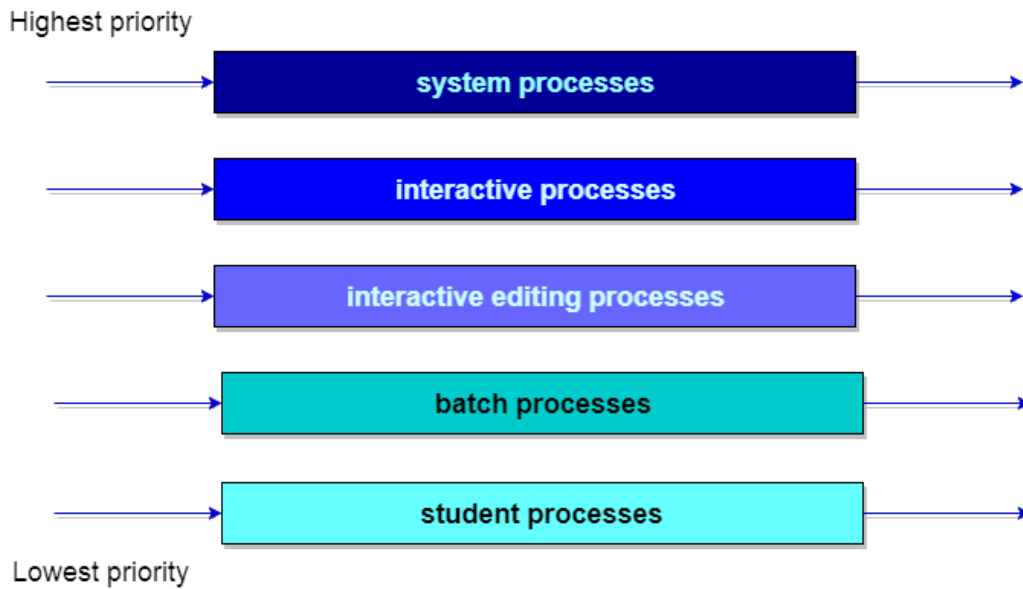 Highest priority
system processes
interactive processes
interactive editing processes
batch processes
student processes
Lowest priority